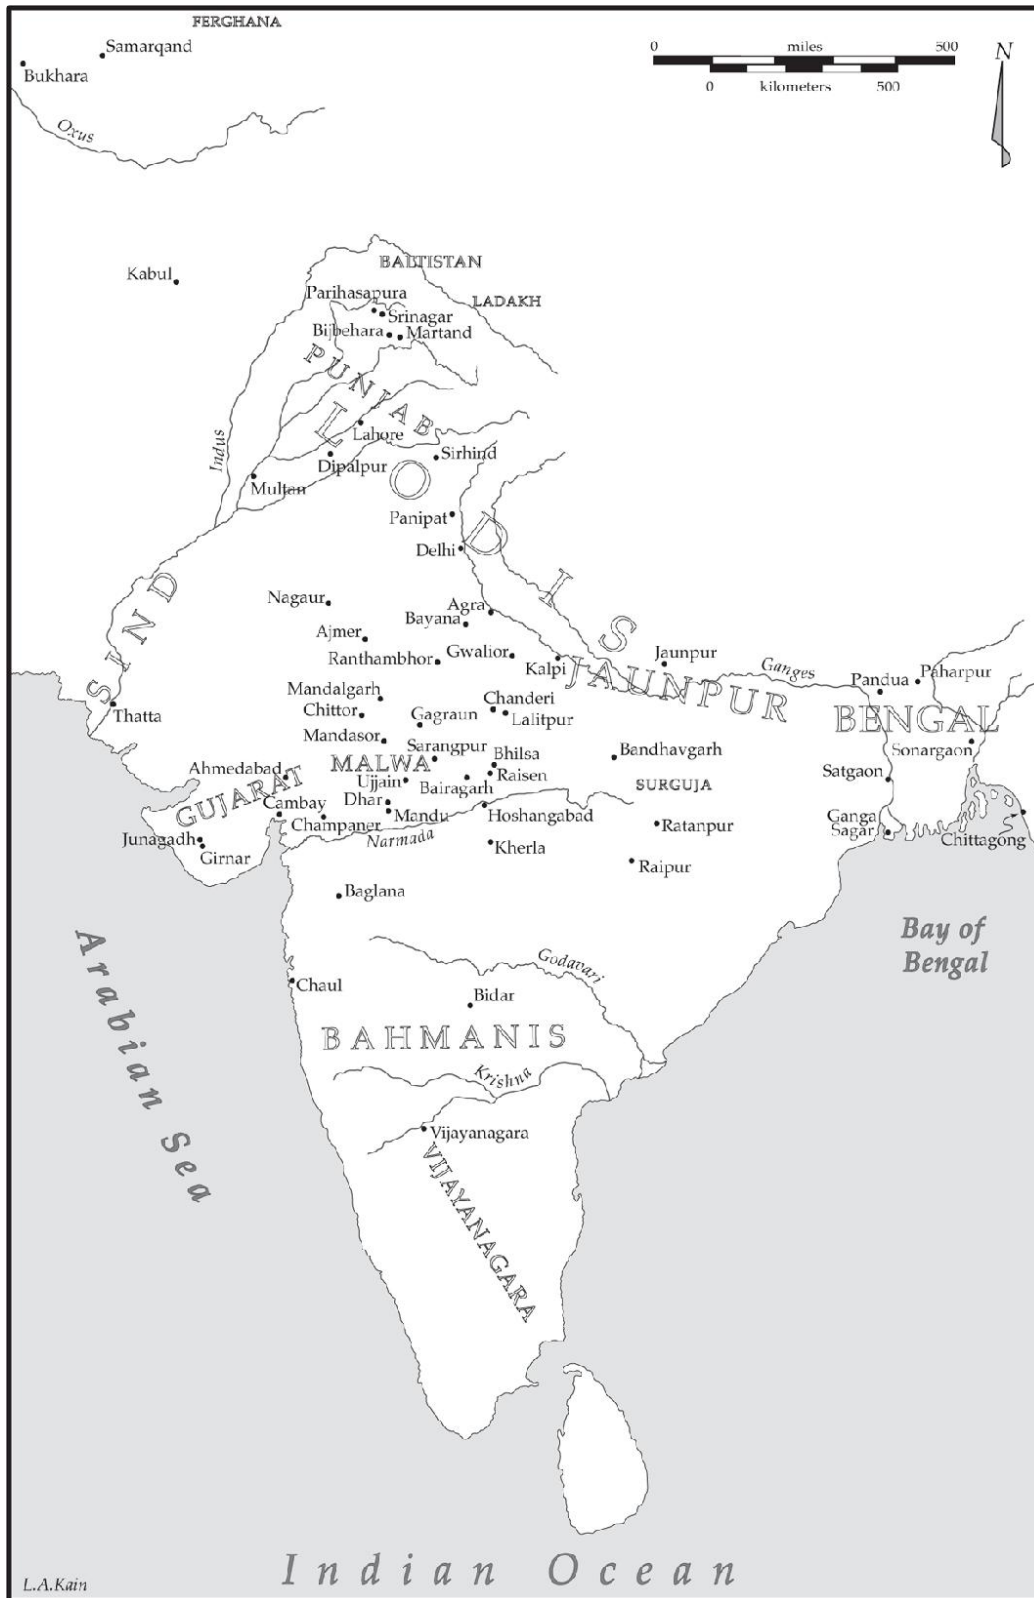 FERGHANA
Samarqand
Bukhara
0 miles 500
0 kilometers 500
N
Oxus
Kabul
BALTISTAN
LADAKH
Parihasapura
Srinagar
Bijbehara
Martand
PUNJAB
LODIS
Lahore
Dipalpur
Sirhind
Indus
Multan
Panipat
Delhi
SIND
Nagaur
Agra
Bayana
Ajmer
Ranthambhor
Gwalior
Kalpi
Jaunpur
JAUNPUR
Ganges
Pandua
Paharpur
BENGAL
Sonargaon
Thatta
Mandalgarh
Chittor
Gagraun
Chanderi
Lalitpur
Mandasor
Sarangpur
MALWA
Bhilsa
Raisen
Bandhavgarh
SURGUJA
Satgaon
Ahmedabad
GUJARAT
Ujjain
Bairagarh
Cambay
Dhar
Mandu
Hoshangabad
Champaner
Narmada
Ratanpur
Ganga
Sagar
Chittagong
Junagadh
Girnar
Kherla
Raipur
Baglana
Bay of
Bengal
Arabian Sea
Godavari
Chaul
Bidar
BAHMANIS
Krishna
Vijayanagara
VIJAYANAGARA
Indian Ocean
L.A.Kain